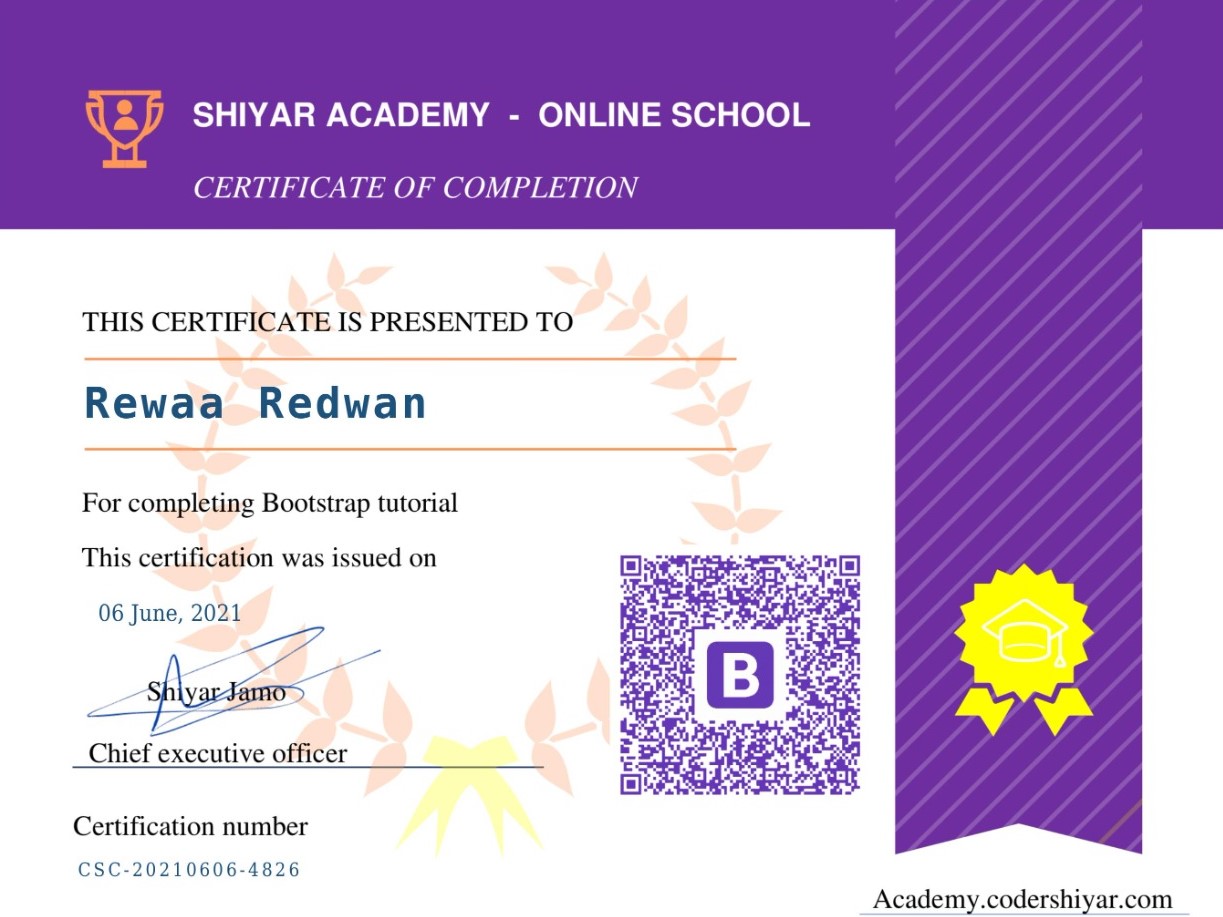 SHIYAR ACADEMY - ONLINE SCHOOL
CERTIFICATE OF COMPLETION
THIS CERTIFICATE IS PRESENTED TO
Rewaa Redwan
For completing Bootstrap tutorial
This certification was issued on
06 June, 2021
Shiyar Jamo
Chief executive officer
Certification number
CSC-20210606-4826
B
Academy.codershiyar.com